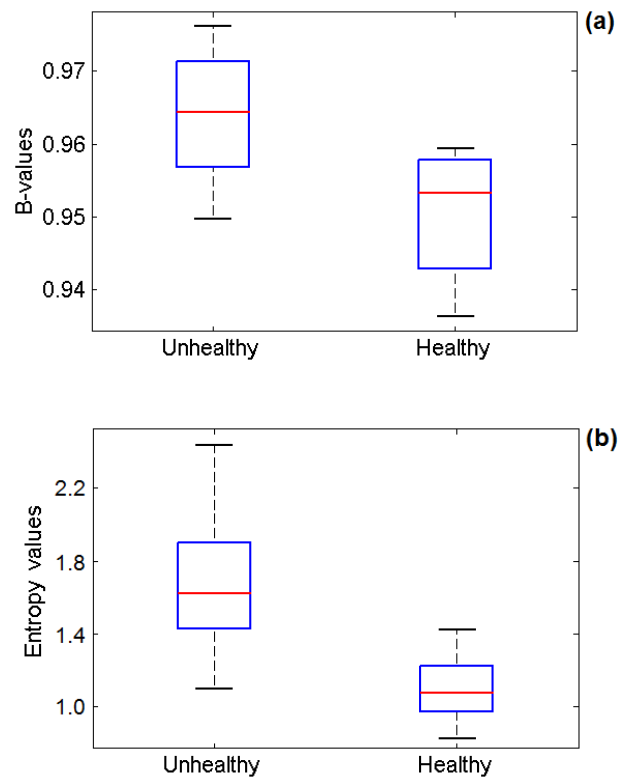 (a)
0.97
0.96
0.95
0.94
B-values
Unhealthy Healthy
(b)
2.2
1.8
1.4
1.0
Entropy values
Unhealthy Healthy